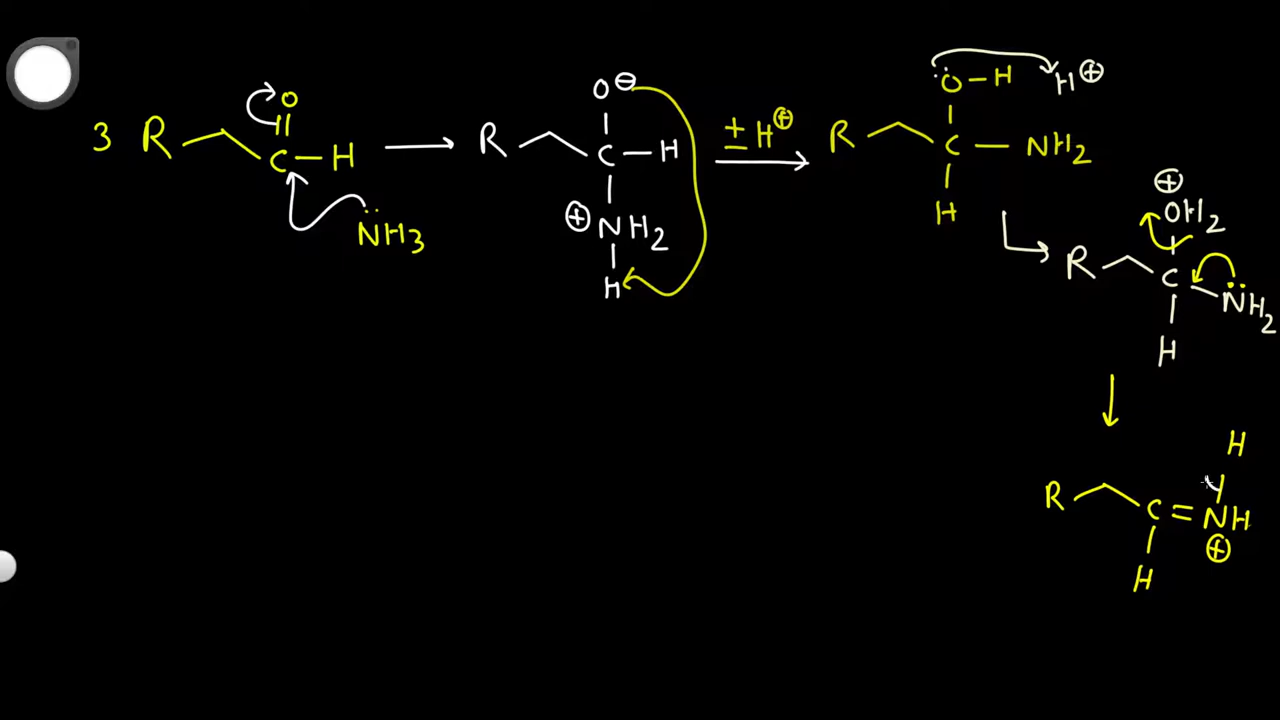 3 R C O H NH3
R O⊖ C H ⊕NH2 H
±H⊕
R O-H C NH2 H H⊕
⊕ OH2 R C NH2 H
R C=NH H ⊕ H